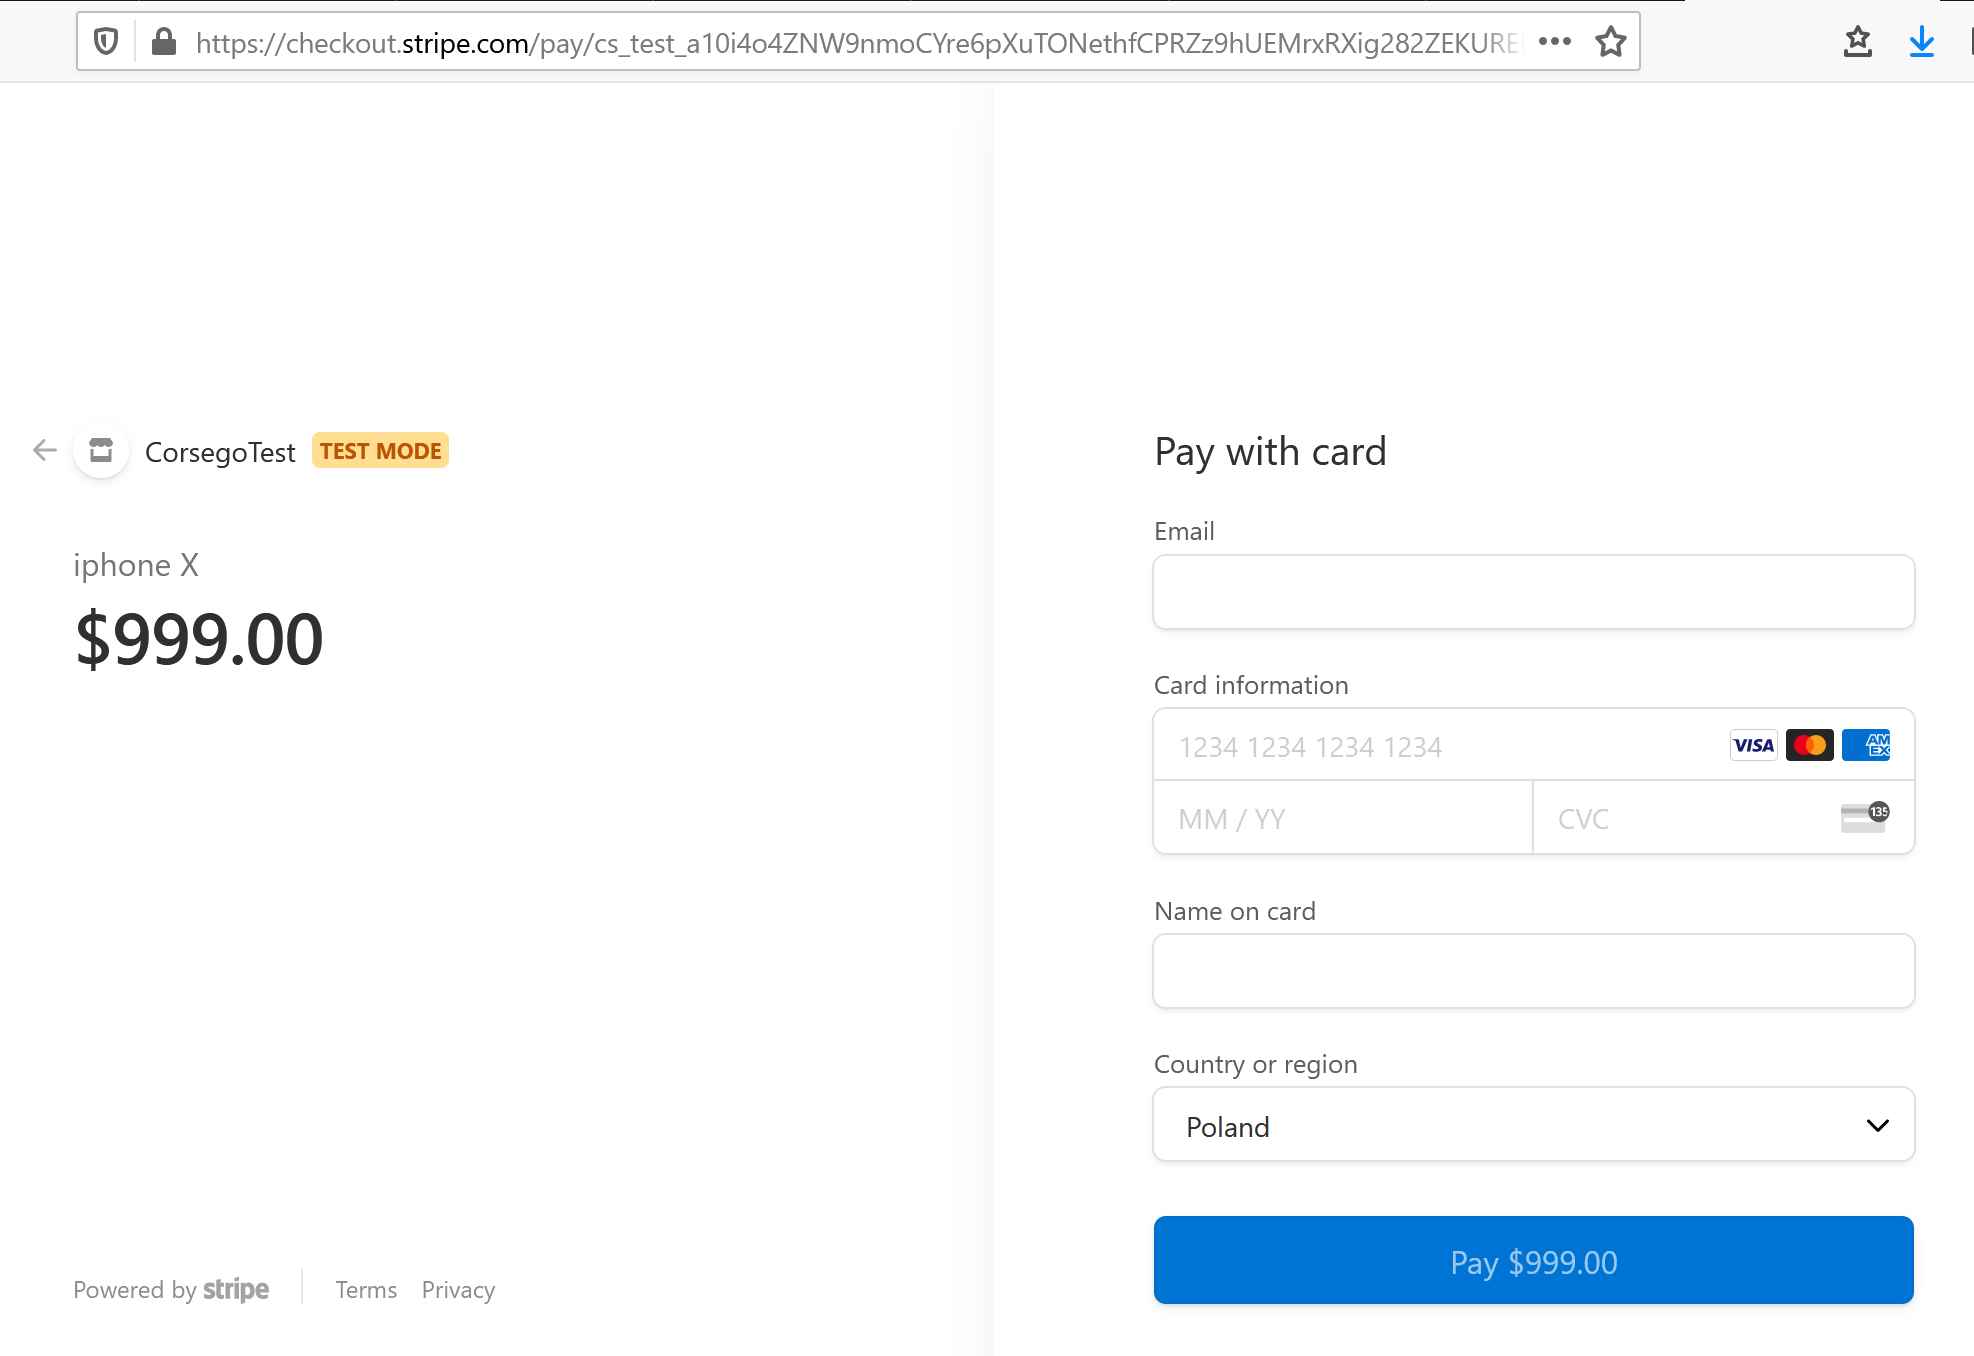 https://checkout.stripe.com/pay/cs_test_a10i4o4ZNW9nmoCYre6pXuTONethfCPRZz9hUEMrxRXig282ZEKURE
CorsegoTest TEST MODE
iphone X
$999.00
Powered by stripe
Terms Privacy
Pay with card
Email
Card information
1234 1234 1234 1234
VISA
AM
EX
MM / YY
CVC
135
Name on card
Country or region
Poland
Pay $999.00